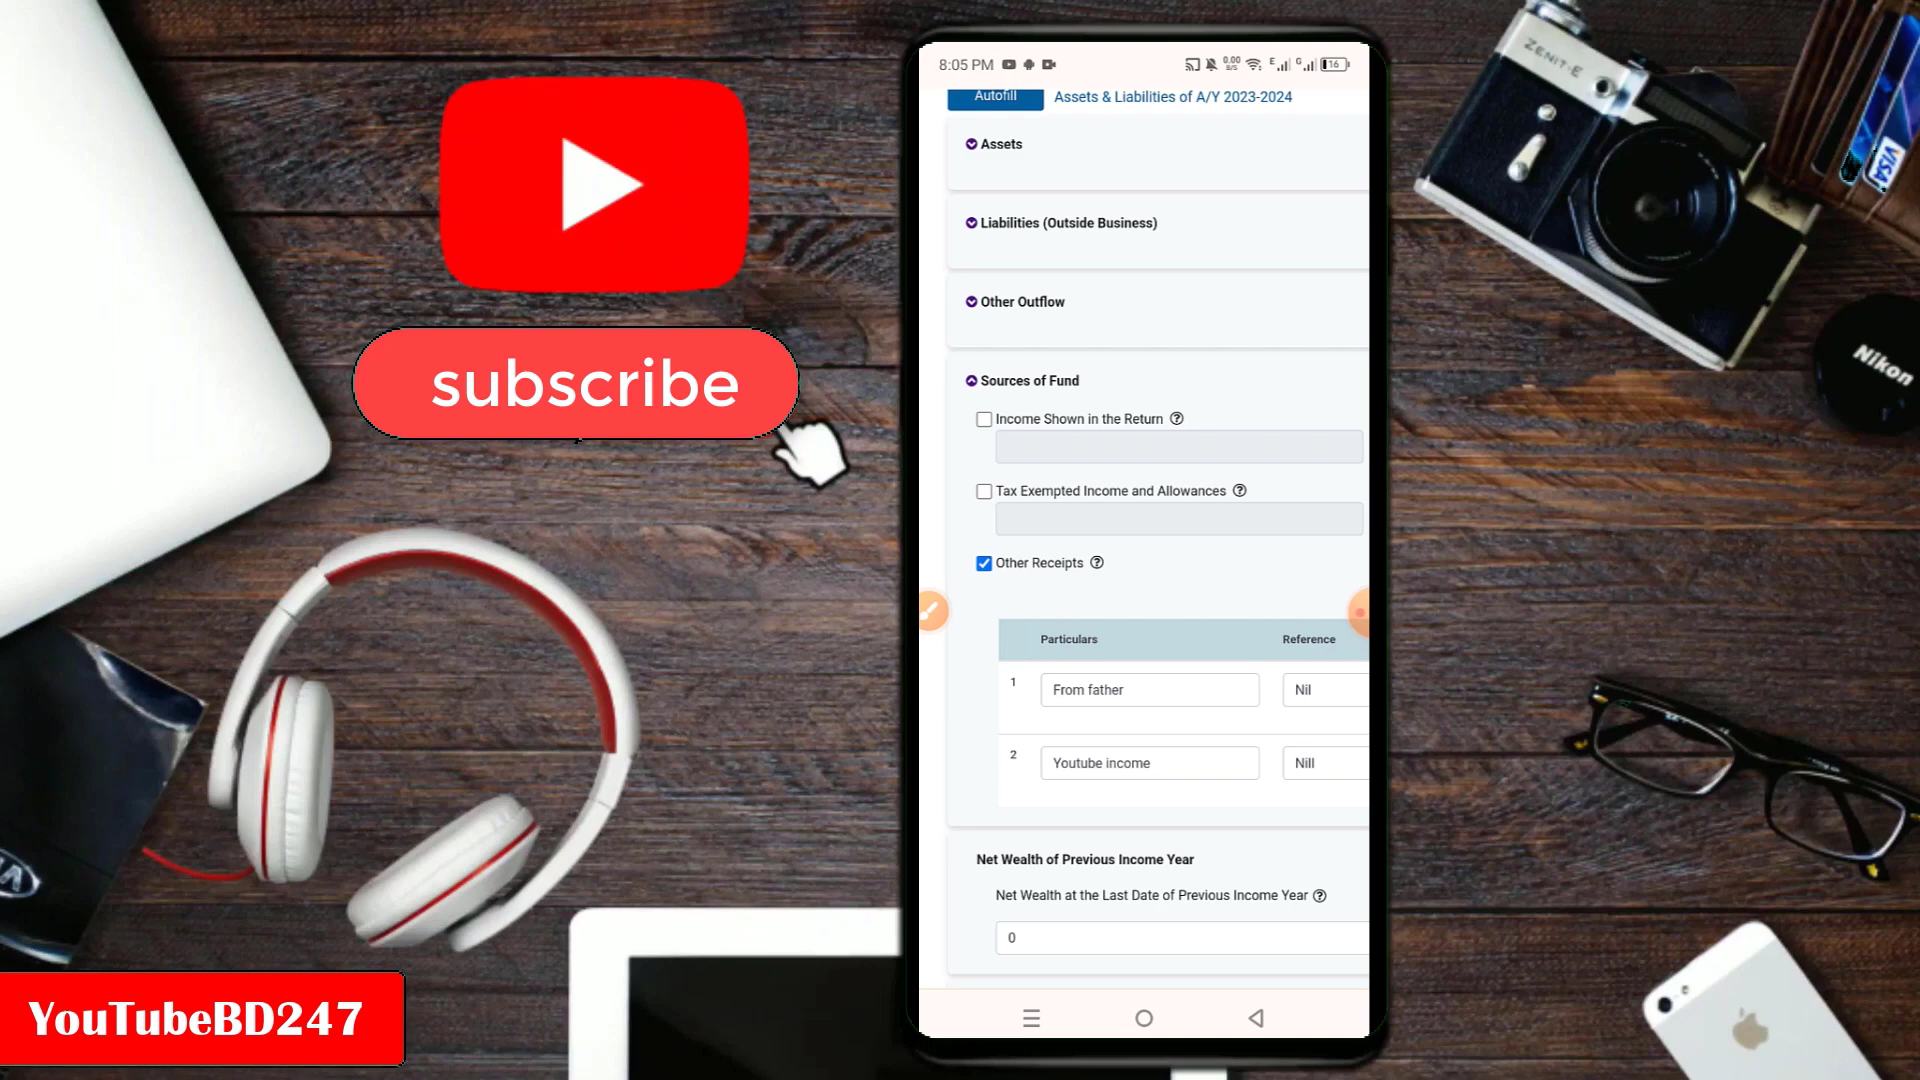 subscribe
YouTubeBD247
8:05 PM
0.00
B/S
E
G
16
Autofill
Assets & Liabilities of A/Y 2023-2024
Assets
Liabilities (Outside Business)
Other Outflow
Sources of Fund
Income Shown in the Return
Tax Exempted Income and Allowances
Other Receipts
Particulars Reference
1 From father Nil
2 Youtube income Nill
Net Wealth of Previous Income Year
Net Wealth at the Last Date of Previous Income Year
0
ZENIT-E
VISA
Nikon